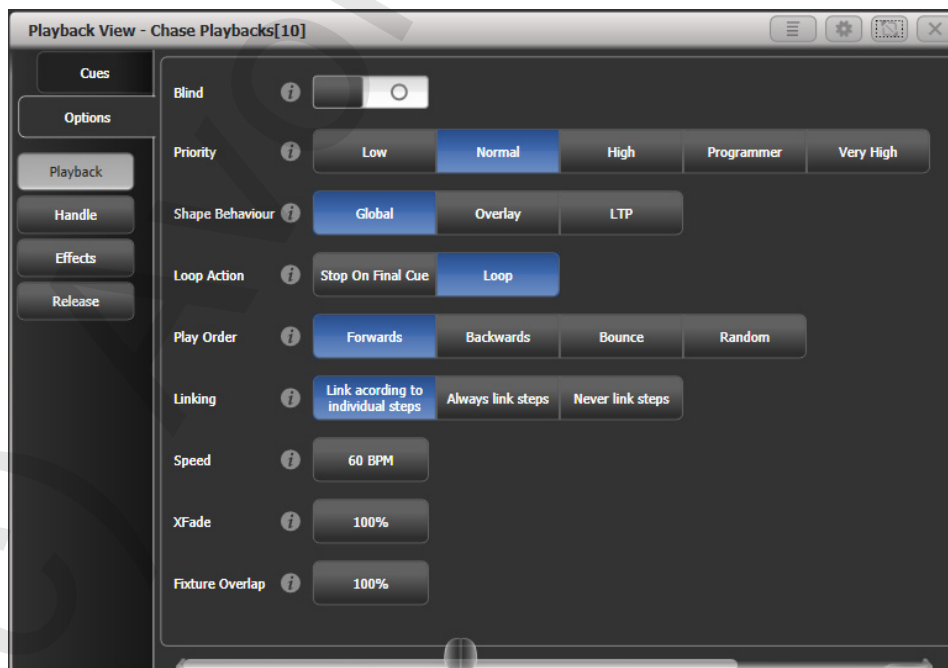 Playback View - Chase Playbacks[10]
Cues
Options
Playback
Handle
Effects
Release
Blind
Priority Low Normal High Programmer Very High
Shape Behaviour Global Overlay LTP
Loop Action Stop On Final Cue Loop
Play Order Forwards Backwards Bounce Random
Linking Link acording to individual steps Always link steps Never link steps
Speed 60 BPM
XFade 100%
Fixture Overlap 100%